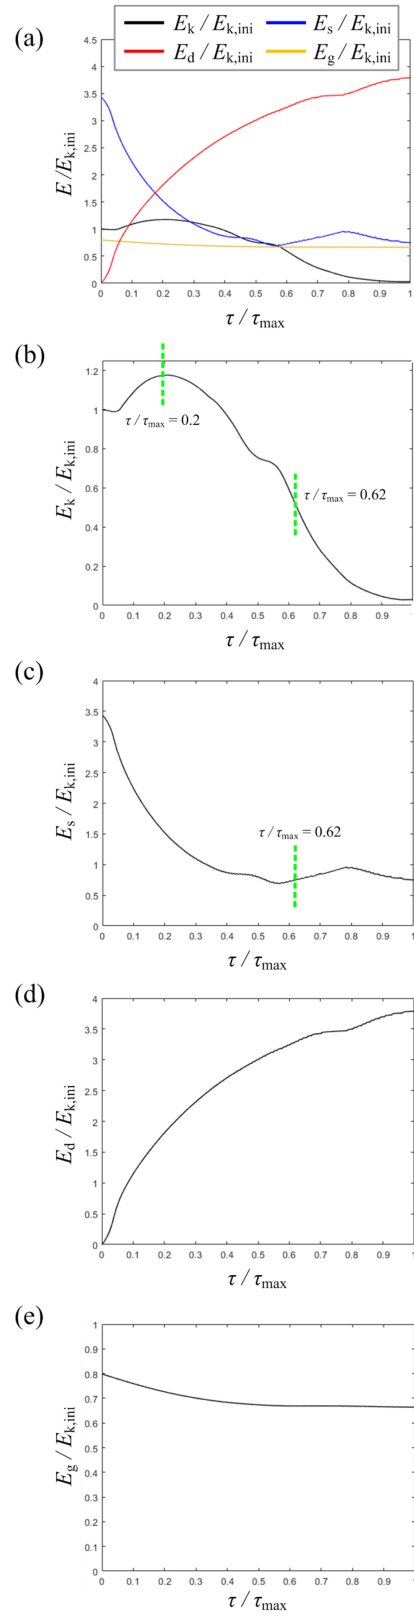 (a)
E_k / E_k,ini
E_s / E_k,ini
E_d / E_k,ini
E_g / E_k,ini
4.5
4
3.5
3
2.5
2
1.5
1
0.5
0
E / E_k,ini
0 0.1 0.2 0.3 0.4 0.5 0.6 0.7 0.8 0.9 1
τ / τ_max
(b)
1.2
1
0.8
0.6
0.4
0.2
0
E_k / E_k,ini
τ / τ_max = 0.2
τ / τ_max = 0.62
0 0.1 0.2 0.3 0.4 0.5 0.6 0.7 0.8 0.9 1
τ / τ_max
(c)
4
3.5
3
2.5
2
1.5
1
0.5
0
E_s / E_k,ini
τ / τ_max = 0.62
0 0.1 0.2 0.3 0.4 0.5 0.6 0.7 0.8 0.9 1
τ / τ_max
(d)
4
3.5
3
2.5
2
1.5
1
0.5
0
E_d / E_k,ini
0 0.1 0.2 0.3 0.4 0.5 0.6 0.7 0.8 0.9 1
τ / τ_max
(e)
1
0.9
0.8
0.7
0.6
0.5
0.4
0.3
0.2
0.1
0
E_g / E_k,ini
0 0.1 0.2 0.3 0.4 0.5 0.6 0.7 0.8 0.9 1
τ / τ_max